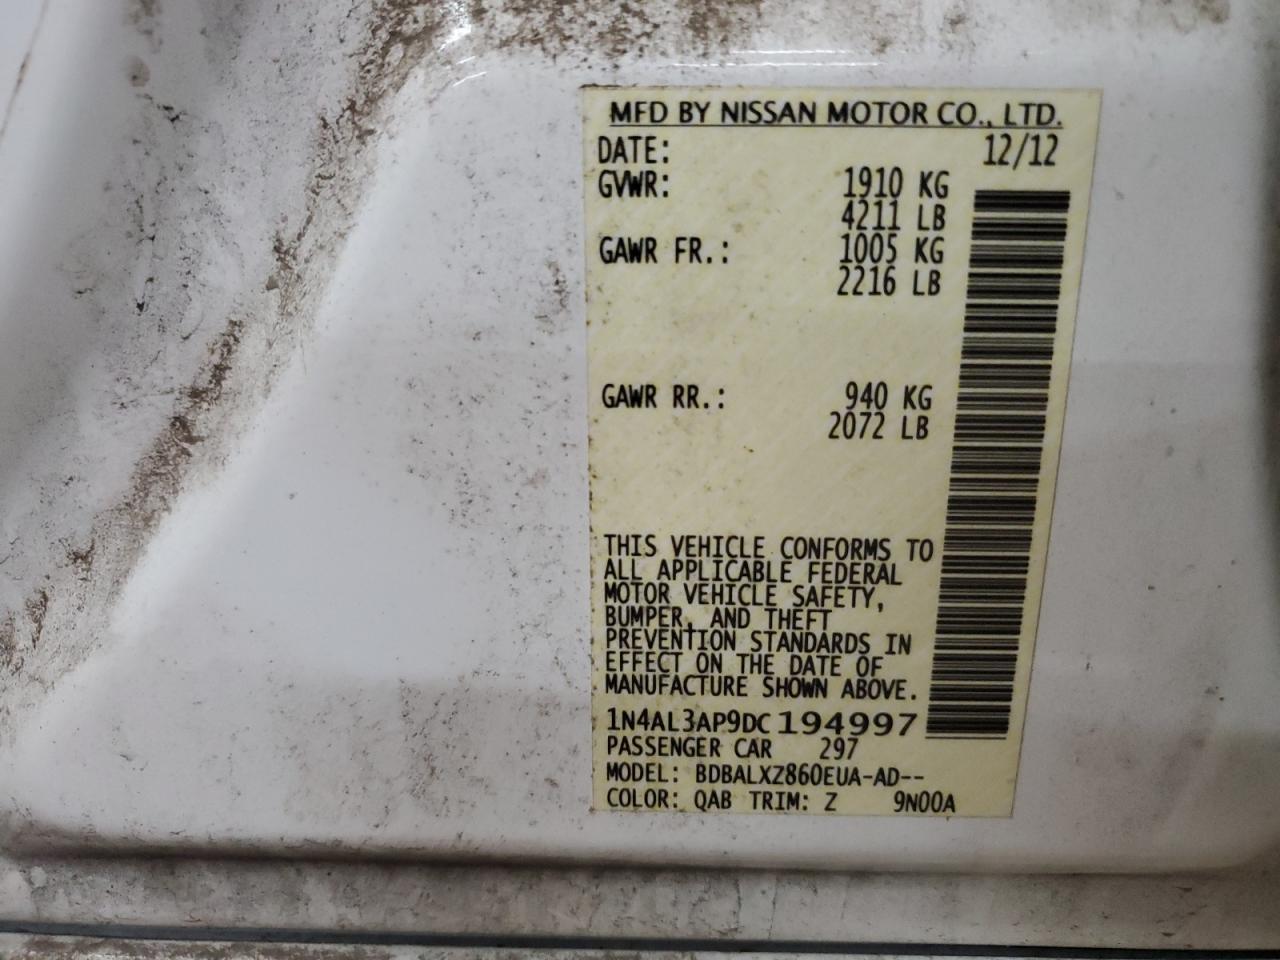 MFD BY NISSAN MOTOR CO., LTD.
DATE: 12/12
GVWR: 1910 KG
4211 LB
GAWR FR.: 1005 KG
2216 LB
GAWR RR.: 940 KG
2072 LB
THIS VEHICLE CONFORMS TO
ALL APPLICABLE FEDERAL
MOTOR VEHICLE SAFETY,
BUMPER, AND THEFT
PREVENTION STANDARDS IN
EFFECT ON THE DATE OF
MANUFACTURE SHOWN ABOVE.
1N4AL3AP9DC194997
PASSENGER CAR 297
MODEL: BDBALXZ860EUA-AD--
COLOR: QAB TRIM: Z 9N00A